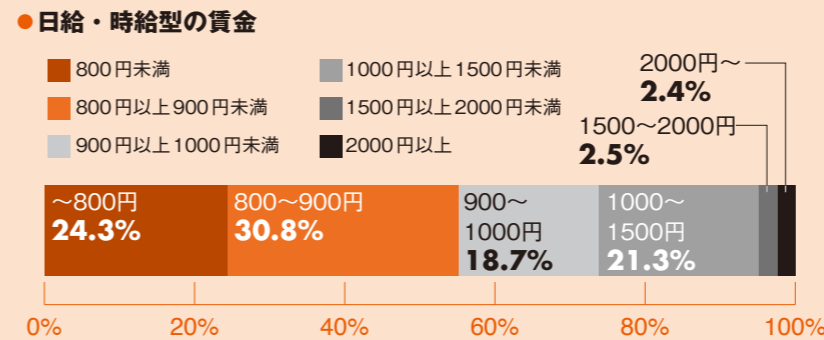 ●日給・時給型の賃金
800円未満
800円以上900円未満
900円以上1000円未満
1000円以上1500円未満
1500円以上2000円未満
2000円以上
2000円〜
2.4%
1500〜2000円
2.5%
〜800円
24.3%
800〜900円
30.8%
900〜
1000円
18.7%
1000〜
1500円
21.3%
0% 20% 40% 60% 80% 100%